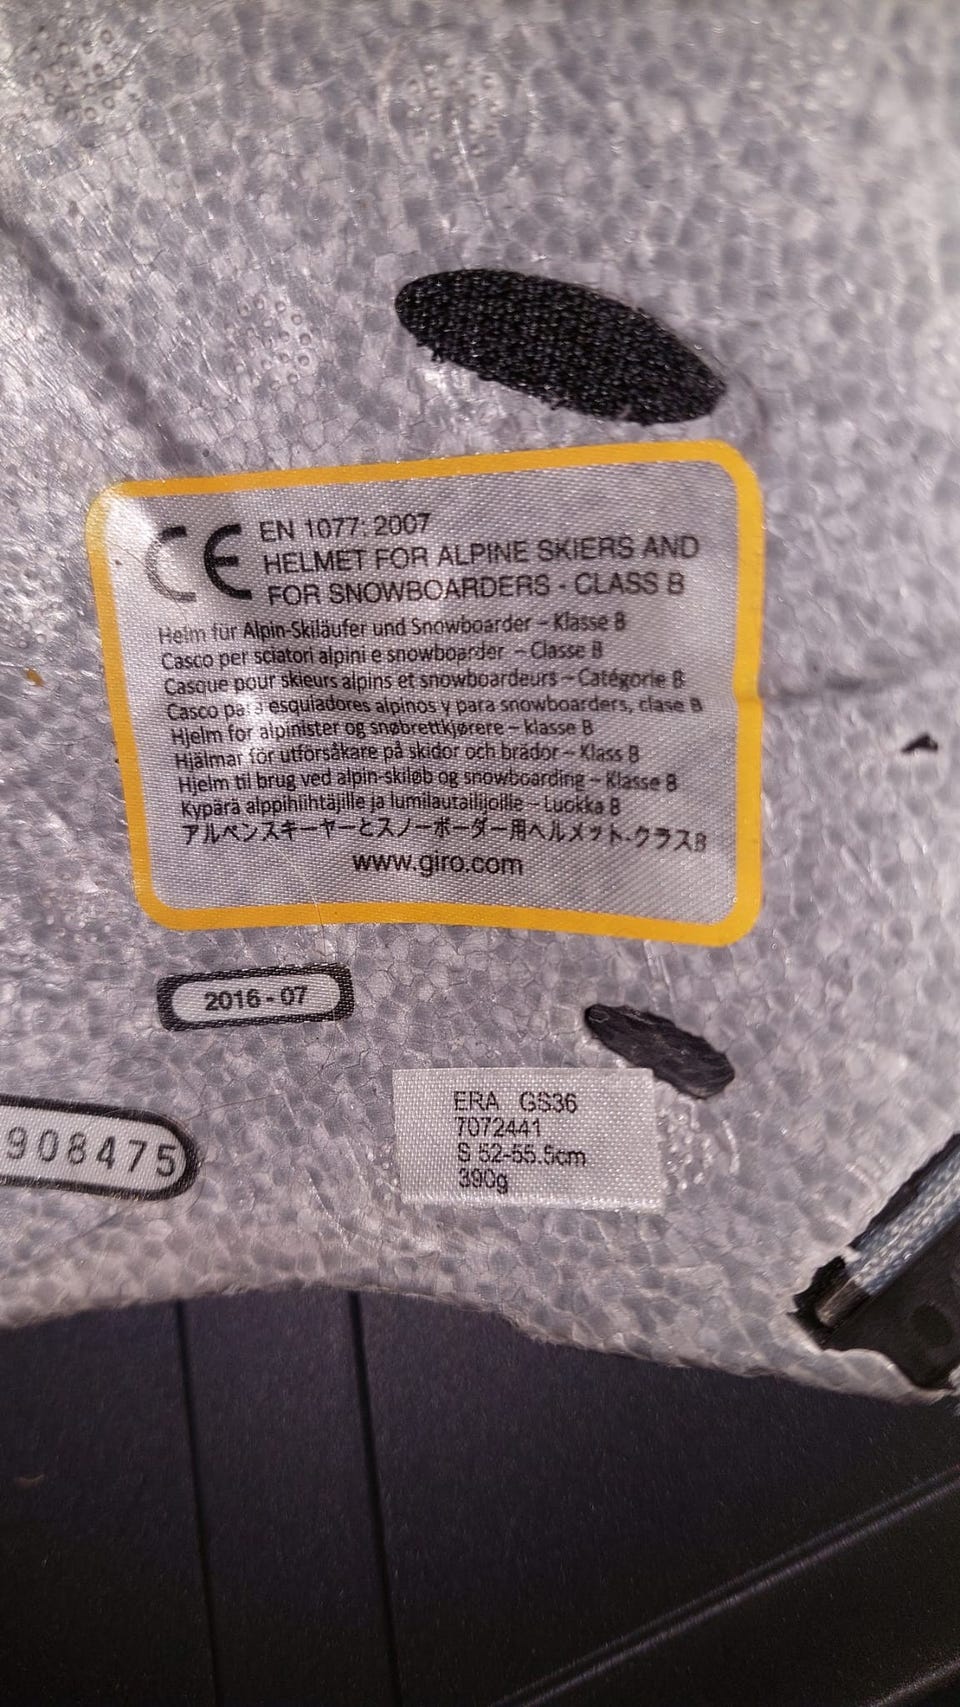 CE EN 1077: 2007
HELMET FOR ALPINE SKIERS AND
FOR SNOWBOARDERS - CLASS B
Helm für Alpin-Skiläufer und Snowboarder – Klasse B
Casco per sciatori alpini e snowboarder – Classe B
Casque pour skieurs alpins et snowboardeurs – Catégorie B
Casco para esquiadores alpinos y para snowboarders, clase B
Hjelm for alpinister og snøbrettkjørere – klasse B
Hjälmar för utförsåkare på skidor och brädor – Klass B
Hjelm til brug ved alpin-skiløb og snowboarding – Klasse B
Kypärä alppihiihtäjille ja lumilautailijoille – Luokka B
アルペンスキーヤーとスノーボーダー用ヘルメット-クラスB
www.giro.com
2016 - 07
908475
ERA GS36
7072441
S 52-55.5cm
390g